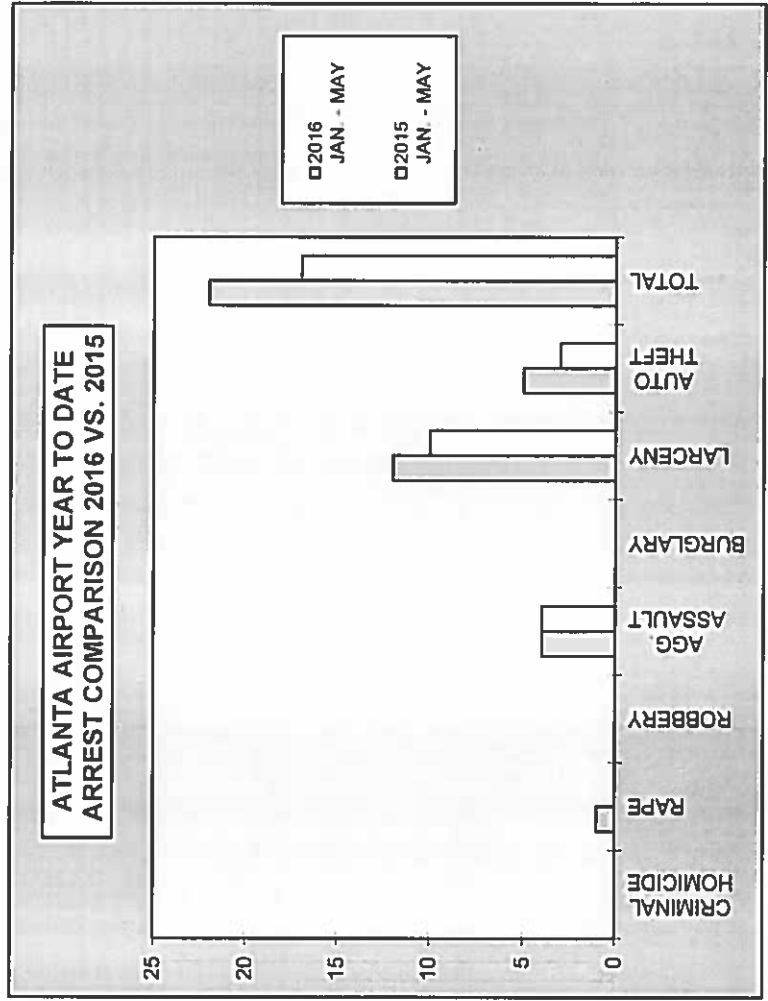 ATLANTA AIRPORT YEAR TO DATE
ARREST COMPARISON 2016 VS. 2015
25
20
15
10
5
0
CRIMINAL
HOMICIDE
RAPE
ROBBERY
AGG.
ASSAULT
BURGLARY
LARCENY
AUTO
THEFT
TOTAL
2016
JAN. - MAY
2015
JAN. - MAY